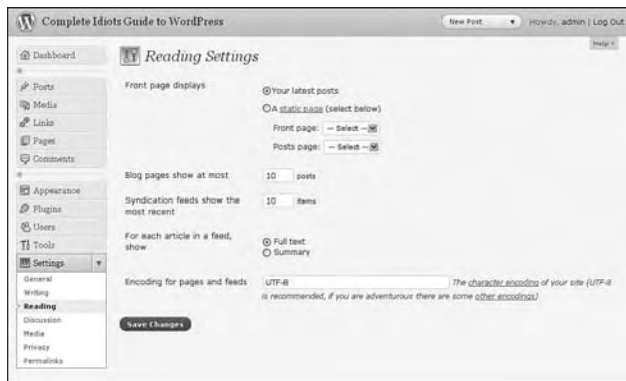 Complete Idiots Guide to WordPress
New Post
Howdy, admin | Log Out
Help
Dashboard
Posts
Media
Links
Pages
Comments
Appearance
Plugins
Users
Tools
Settings
General
Writing
Reading
Discussion
Media
Privacy
Permalinks
Reading Settings
Front page displays
Your latest posts
A static page (select below)
Front page: — Select —
Posts page: — Select —
Blog pages show at most
10 posts
Syndication feeds show the
most recent
10 items
For each article in a feed,
show
Full text
Summary
Encoding for pages and feeds
UTF-8 The character encoding of your site (UTF-8
is recommended, if you are adventurous there are some other encodings)
Save Changes